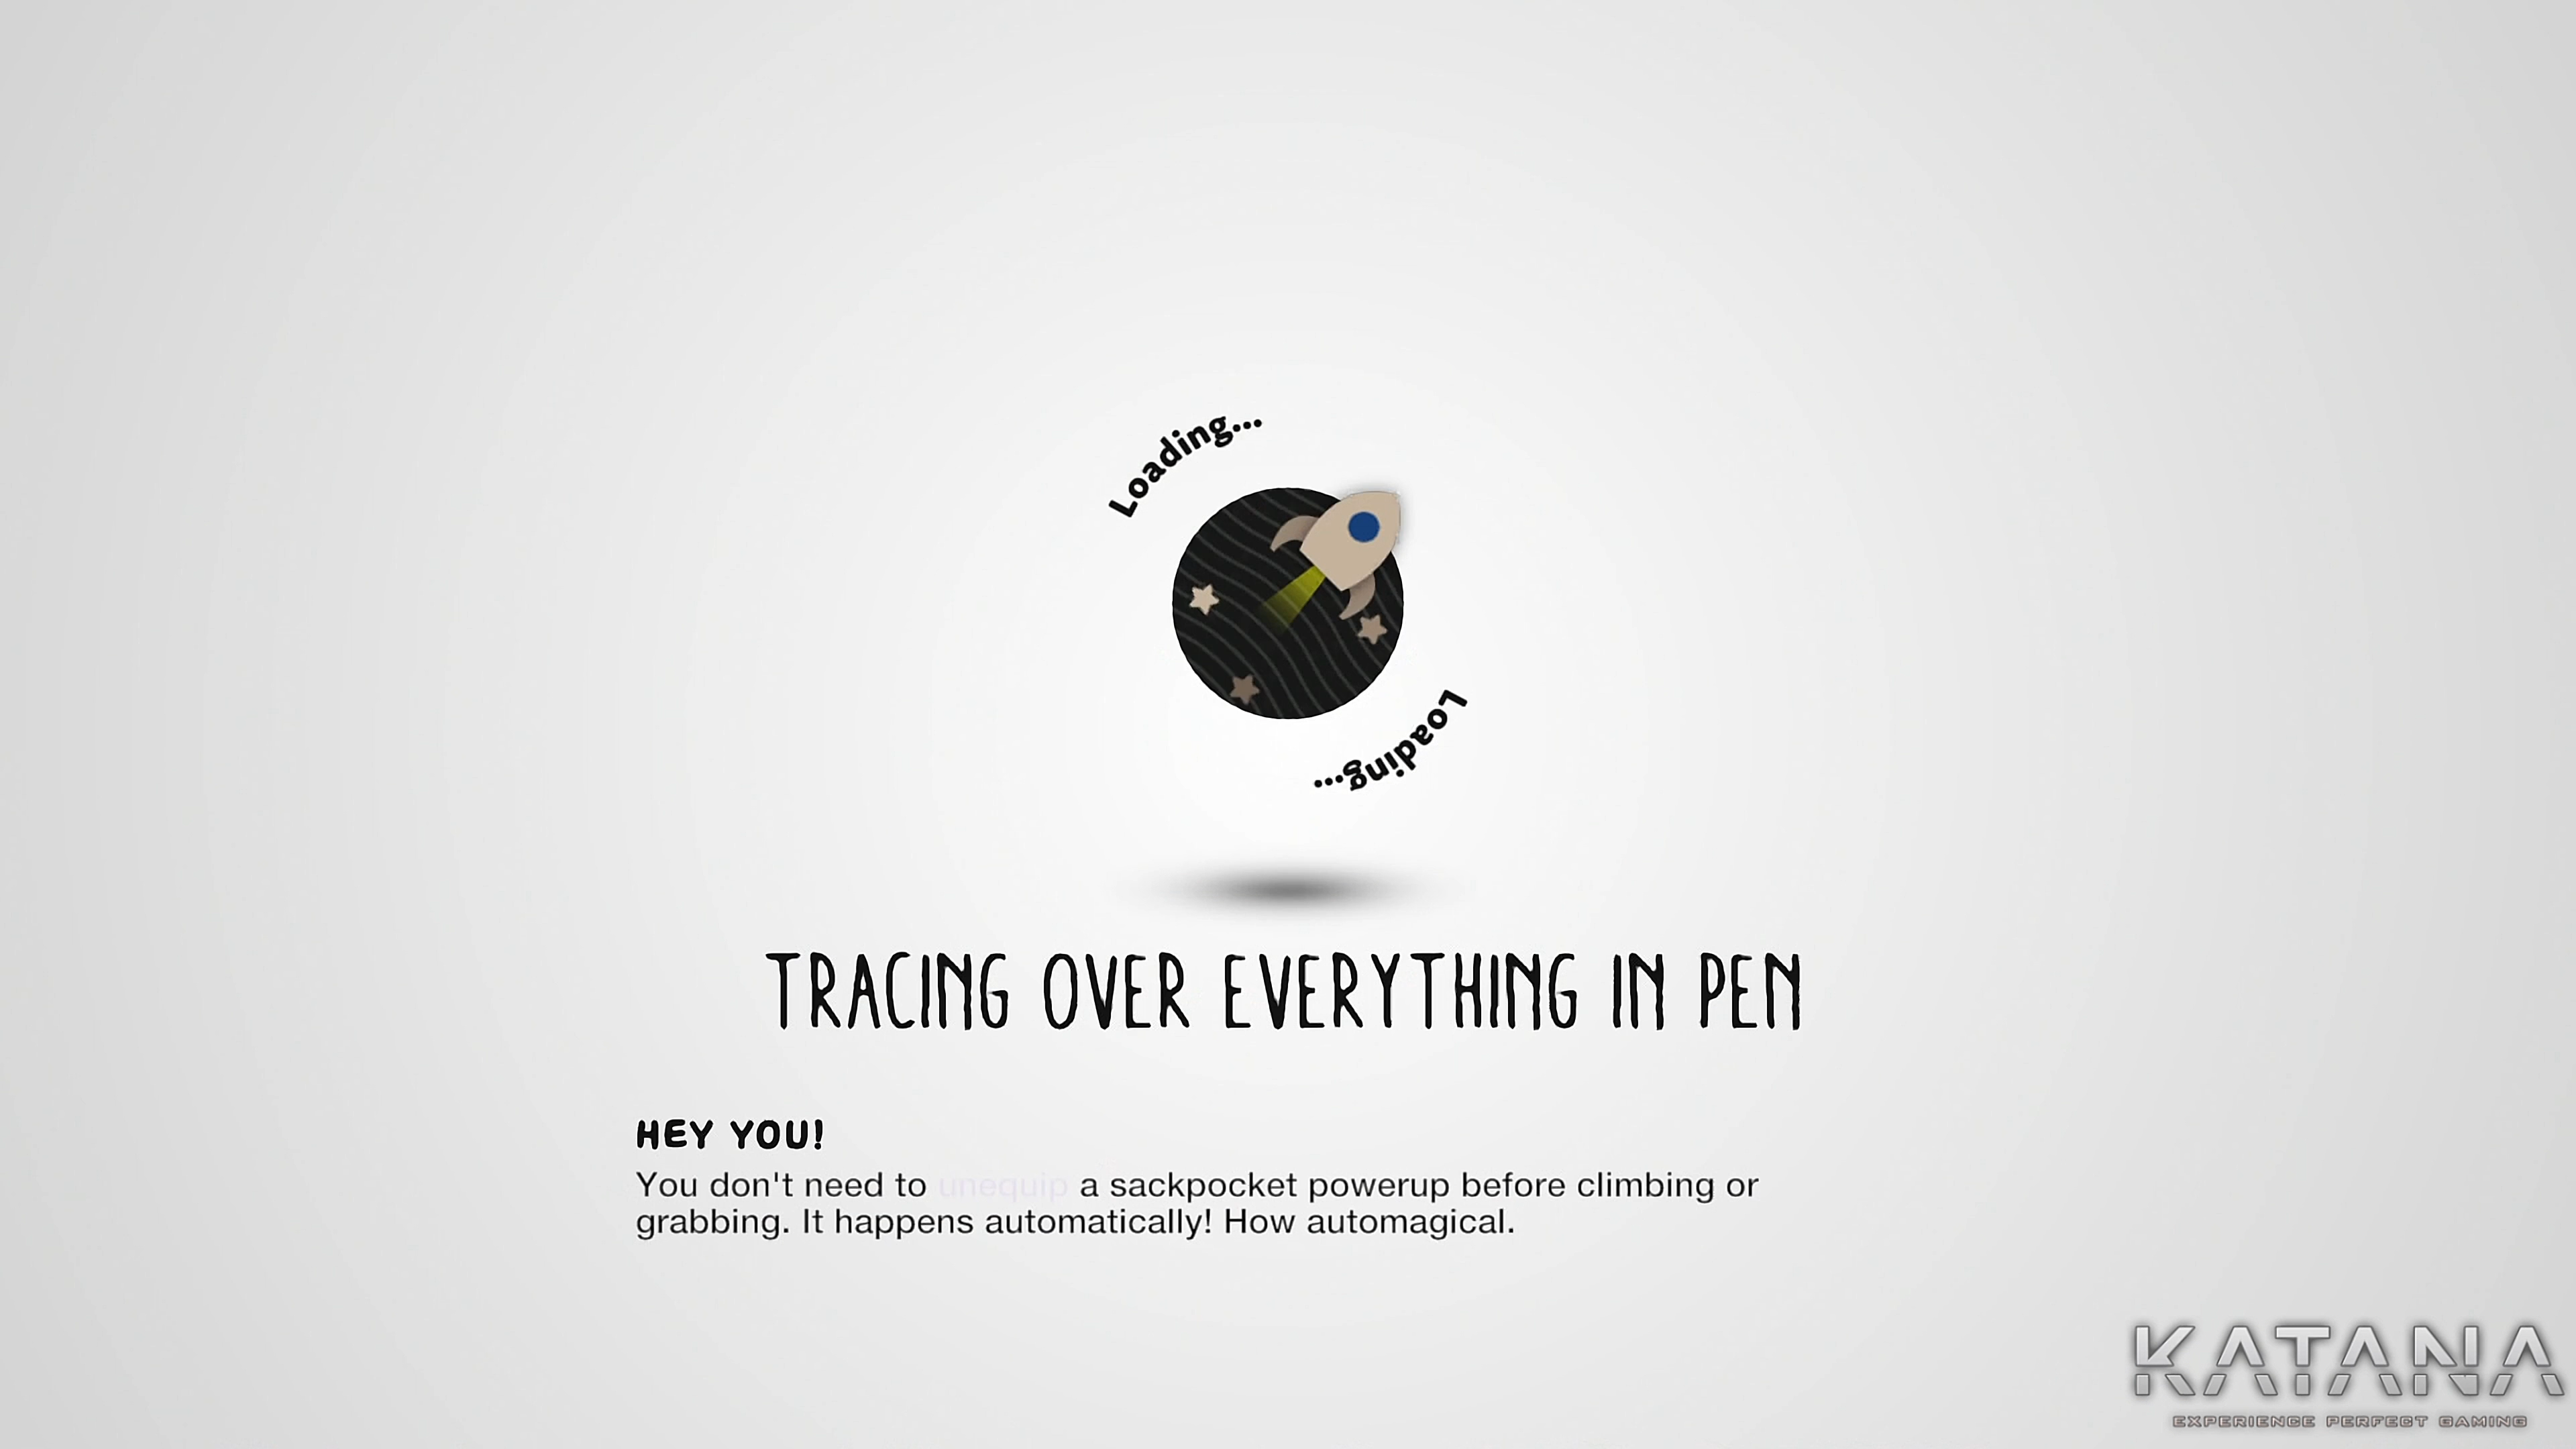 Loading...
Loading...
TRACING OVER EVERYTHING IN PEN
HEY YOU!
You don't need to unequip a sackpocket powerup before climbing or
grabbing. It happens automatically! How automagical.
KATANA
EXPERIENCE PERFECT GAMING